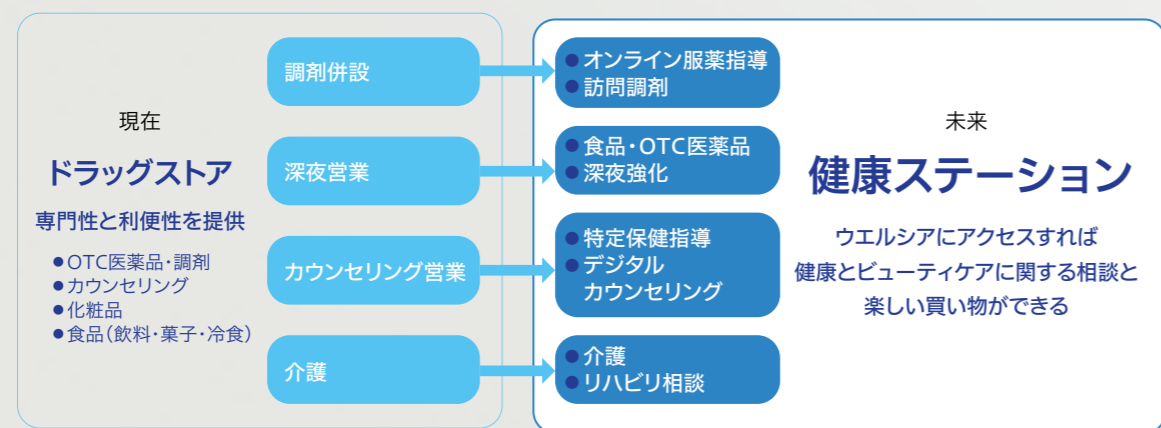 現在
ドラッグストア
専門性と利便性を提供
●OTC医薬品・調剤
●カウンセリング
●化粧品
●食品(飲料・菓子・冷食)
調剤併設
深夜営業
カウンセリング営業
介護
●オンライン服薬指導
●訪問調剤
●食品・OTC医薬品
●深夜強化
●特定保健指導
●デジタル
カウンセリング
●介護
●リハビリ相談
未来
健康ステーション
ウエルシアにアクセスすれば
健康とビューティケアに関する相談と
楽しい買い物ができる